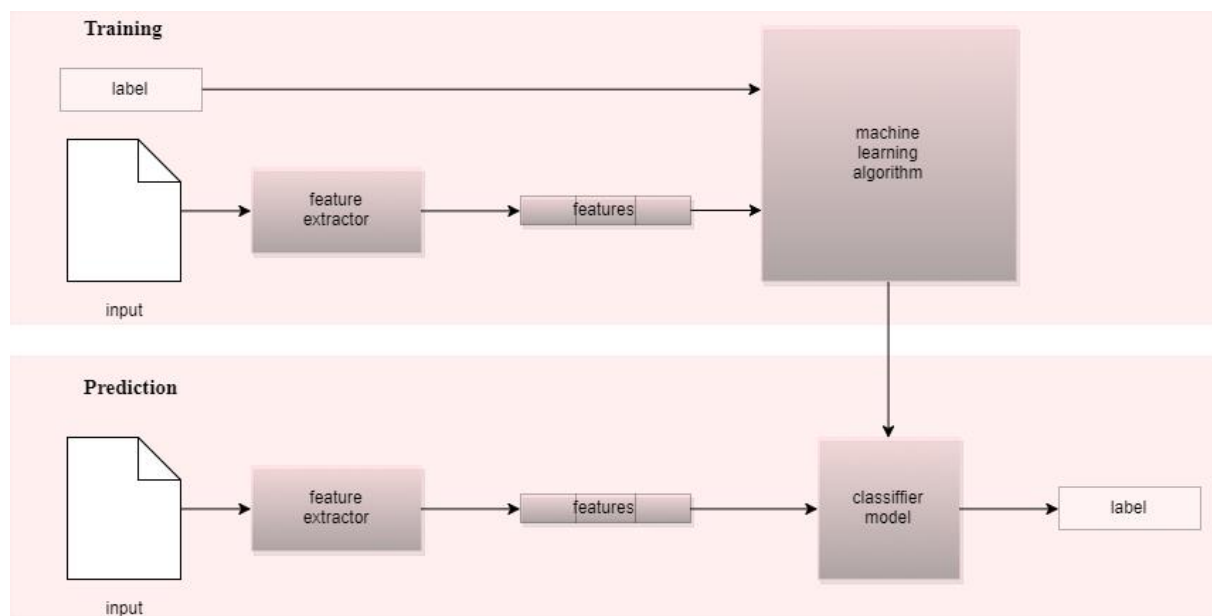 Training
label
machine
learning
algorithm
feature
extractor
features
input
Prediction
feature
extractor
features
classiffier
model
label
input